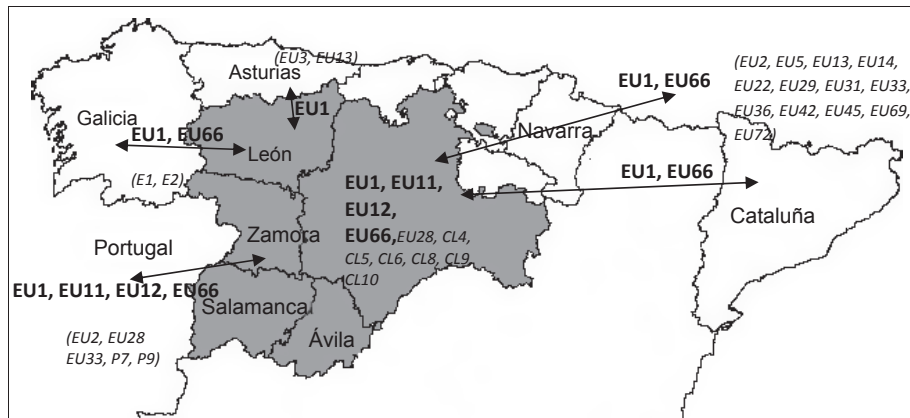 (EU3, EU13)
Asturias
EU1
Galicia
EU1, EU66
León
(E1, E2)
EU1, EU66
(EU2, EU5, EU13, EU14,
EU22, EU29, EU31, EU33,
EU36, EU42, EU45, EU69,
EU72)
Navarra
EU1, EU66
Cataluña
EU1, EU11,
EU12,
EU66,EU28, CL4,
CL5, CL6, CL8, CL9,
CL10
Portugal
Zamora
EU1, EU11, EU12, EU66
Salamanca
(EU2, EU28
EU33, P7, P9)
Ávila